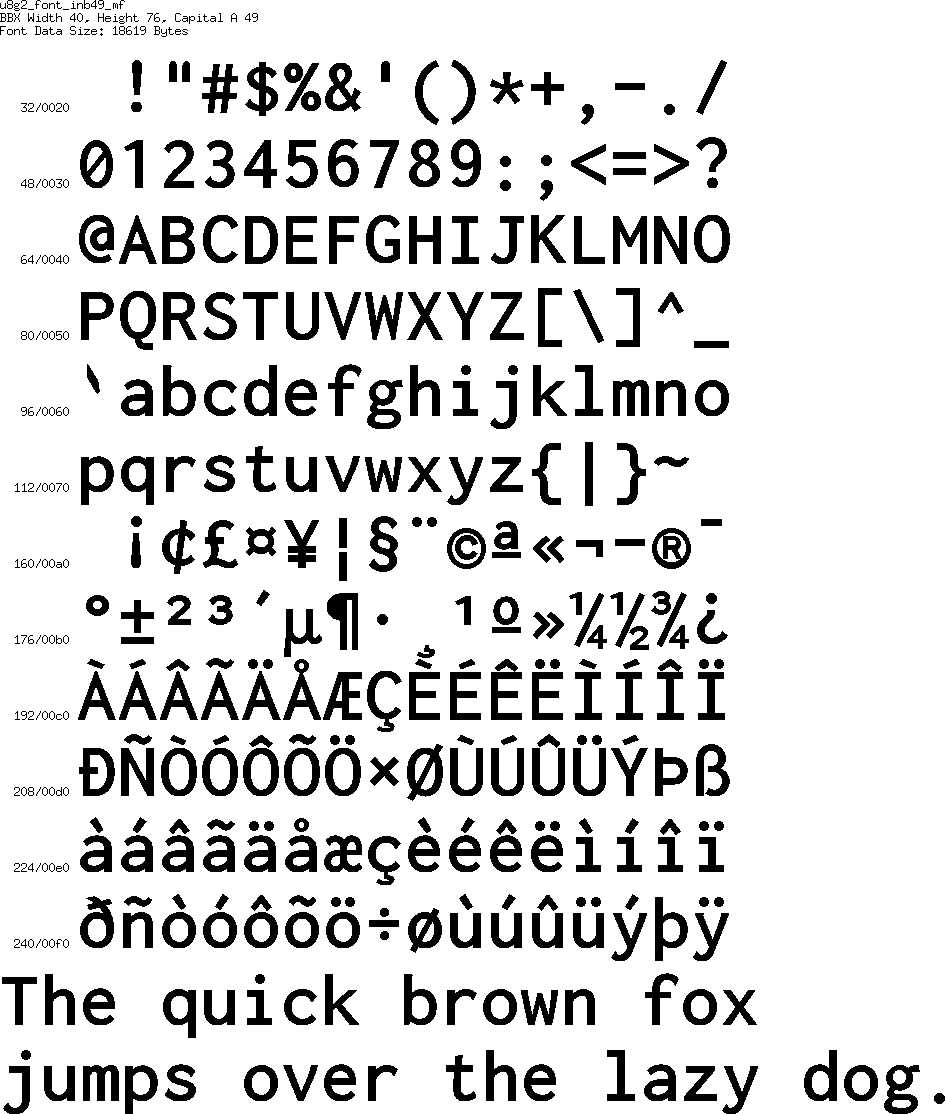 u8g2_font_inb49_mf
BBX Width 40, Height 76, Capital A 49
Font Data Size: 18619 Bytes
32/0020 !"#$%&'()*+,-./
48/0030 0123456789:;<=>?
64/0040 @ABCDEFGHIJKLMNO
80/0050 PQRSTUVWXYZ[\]^_
96/0060 `abcdefghijklmno
112/0070 pqrstuvwxyz{|}~
160/00a0 ¡¢£¤¥¦§¨©ª«¬-®¯
176/00b0 °±²³´µ¶· ¹º»¼½¾¿
192/00c0 ÀÁÂÃÄÅÆÇÈÉÊËÌÍÎÏ
208/00d0 ÐÑÒÓÔÕÖ×ØÙÚÛÜÝÞß
224/00e0 àáâãäåæçèéêëìíîï
240/00f0 ðñòóôõö÷øùúûüýþÿ
The quick brown fox
jumps over the lazy dog.